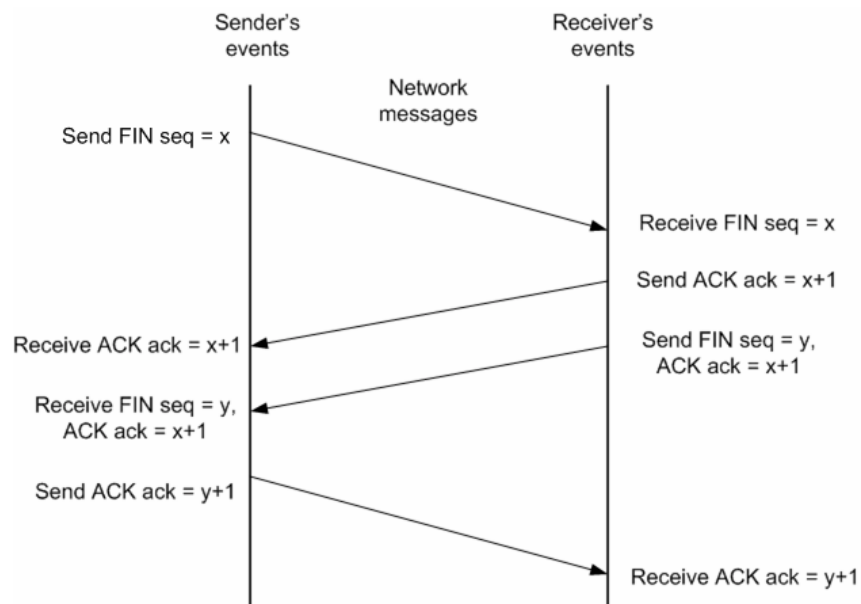 Sender's
events
Receiver's
events
Network
messages
Send FIN seq = x
Receive FIN seq = x
Send ACK ack = x+1
Receive ACK ack = x+1
Send FIN seq = y,
ACK ack = x+1
Receive FIN seq = y,
ACK ack = x+1
Send ACK ack = y+1
Receive ACK ack = y+1